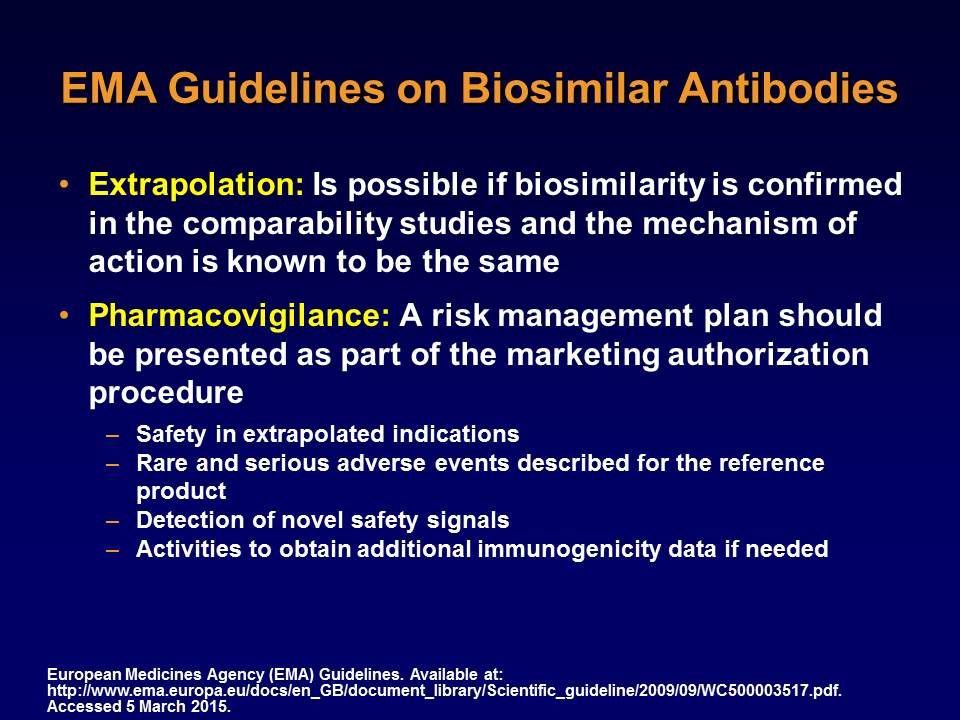 EMA Guidelines on Biosimilar Antibodies
• Extrapolation: Is possible if biosimilarity is confirmed
in the comparability studies and the mechanism of
action is known to be the same
• Pharmacovigilance: A risk management plan should
be presented as part of the marketing authorization
procedure
– Safety in extrapolated indications
– Rare and serious adverse events described for the reference
product
– Detection of novel safety signals
– Activities to obtain additional immunogenicity data if needed
European Medicines Agency (EMA) Guidelines. Available at:
http://www.ema.europa.eu/docs/en_GB/document_library/Scientific_guideline/2009/09/WC500003517.pdf.
Accessed 5 March 2015.